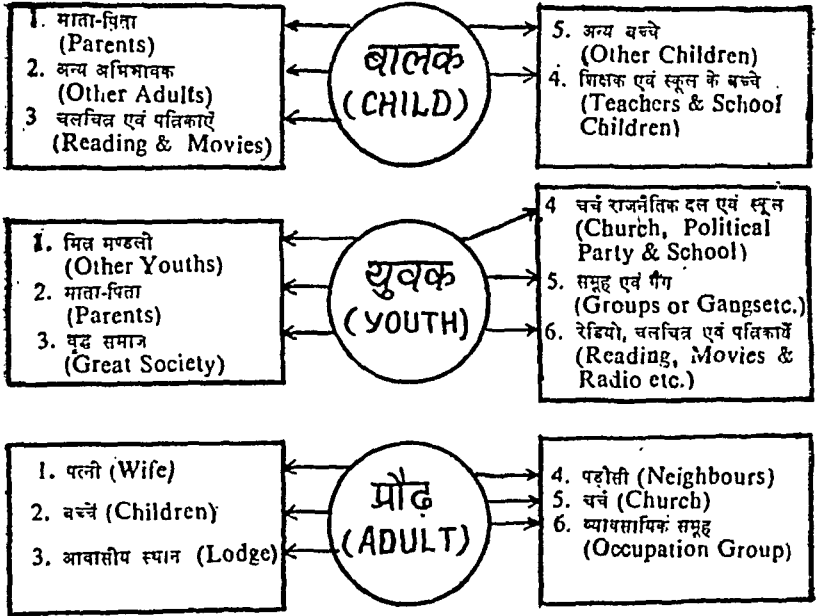 1. माता-पिता
(Parents)
2. अन्य अभिभावक
(Other Adults)
3 चलचित्र एवं पत्रिकाएँ
(Reading & Movies)
बालक
(CHILD)
5. अन्य बच्चे
(Other Children)
4. शिक्षक एवं स्कूल के बच्चे
(Teachers & School
Children)
1. मित्र मण्डली
(Other Youths)
2. माता-पिता
(Parents)
3. वृद्ध समाज
(Great Society)
युवक
(YOUTH)
4 चर्च राजनैतिक दल एवं स्कूल
(Church, Political
Party & School)
5. समूह एवं गैंग
(Groups or Gangsetc.)
6. रेडियो, चलचित्र एवं पत्रिकायें
(Reading, Movies &
Radio etc.)
1. पत्नी (Wife)
2. बच्चें (Children)
3. आवासीय स्थान (Lodge)
प्रौढ़
(ADULT)
4. पड़ौसी (Neighbours)
5. चर्च (Church)
6. व्यावसायिक समूह
(Occupation Group)